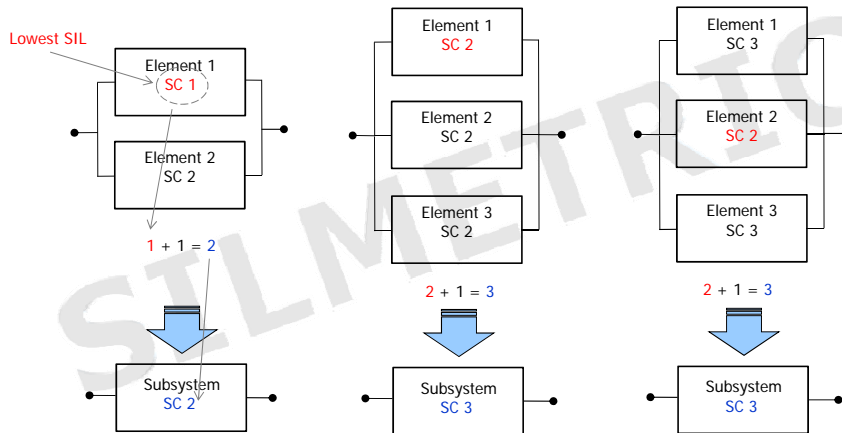 Lowest SIL
Element 1
SC 1
Element 2
SC 2
1 + 1 = 2
Subsystem
SC 2
Element 1
SC 2
Element 2
SC 2
Element 3
SC 2
2 + 1 = 3
Subsystem
SC 3
Element 1
SC 3
Element 2
SC 2
Element 3
SC 3
2 + 1 = 3
Subsystem
SC 3
SILMETRIC